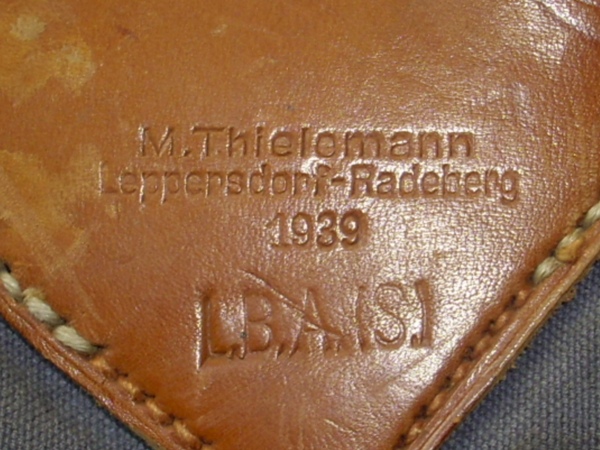 M.Thielemann
Leppersdorf-Radeberg
1939
L.B.A.(S.)